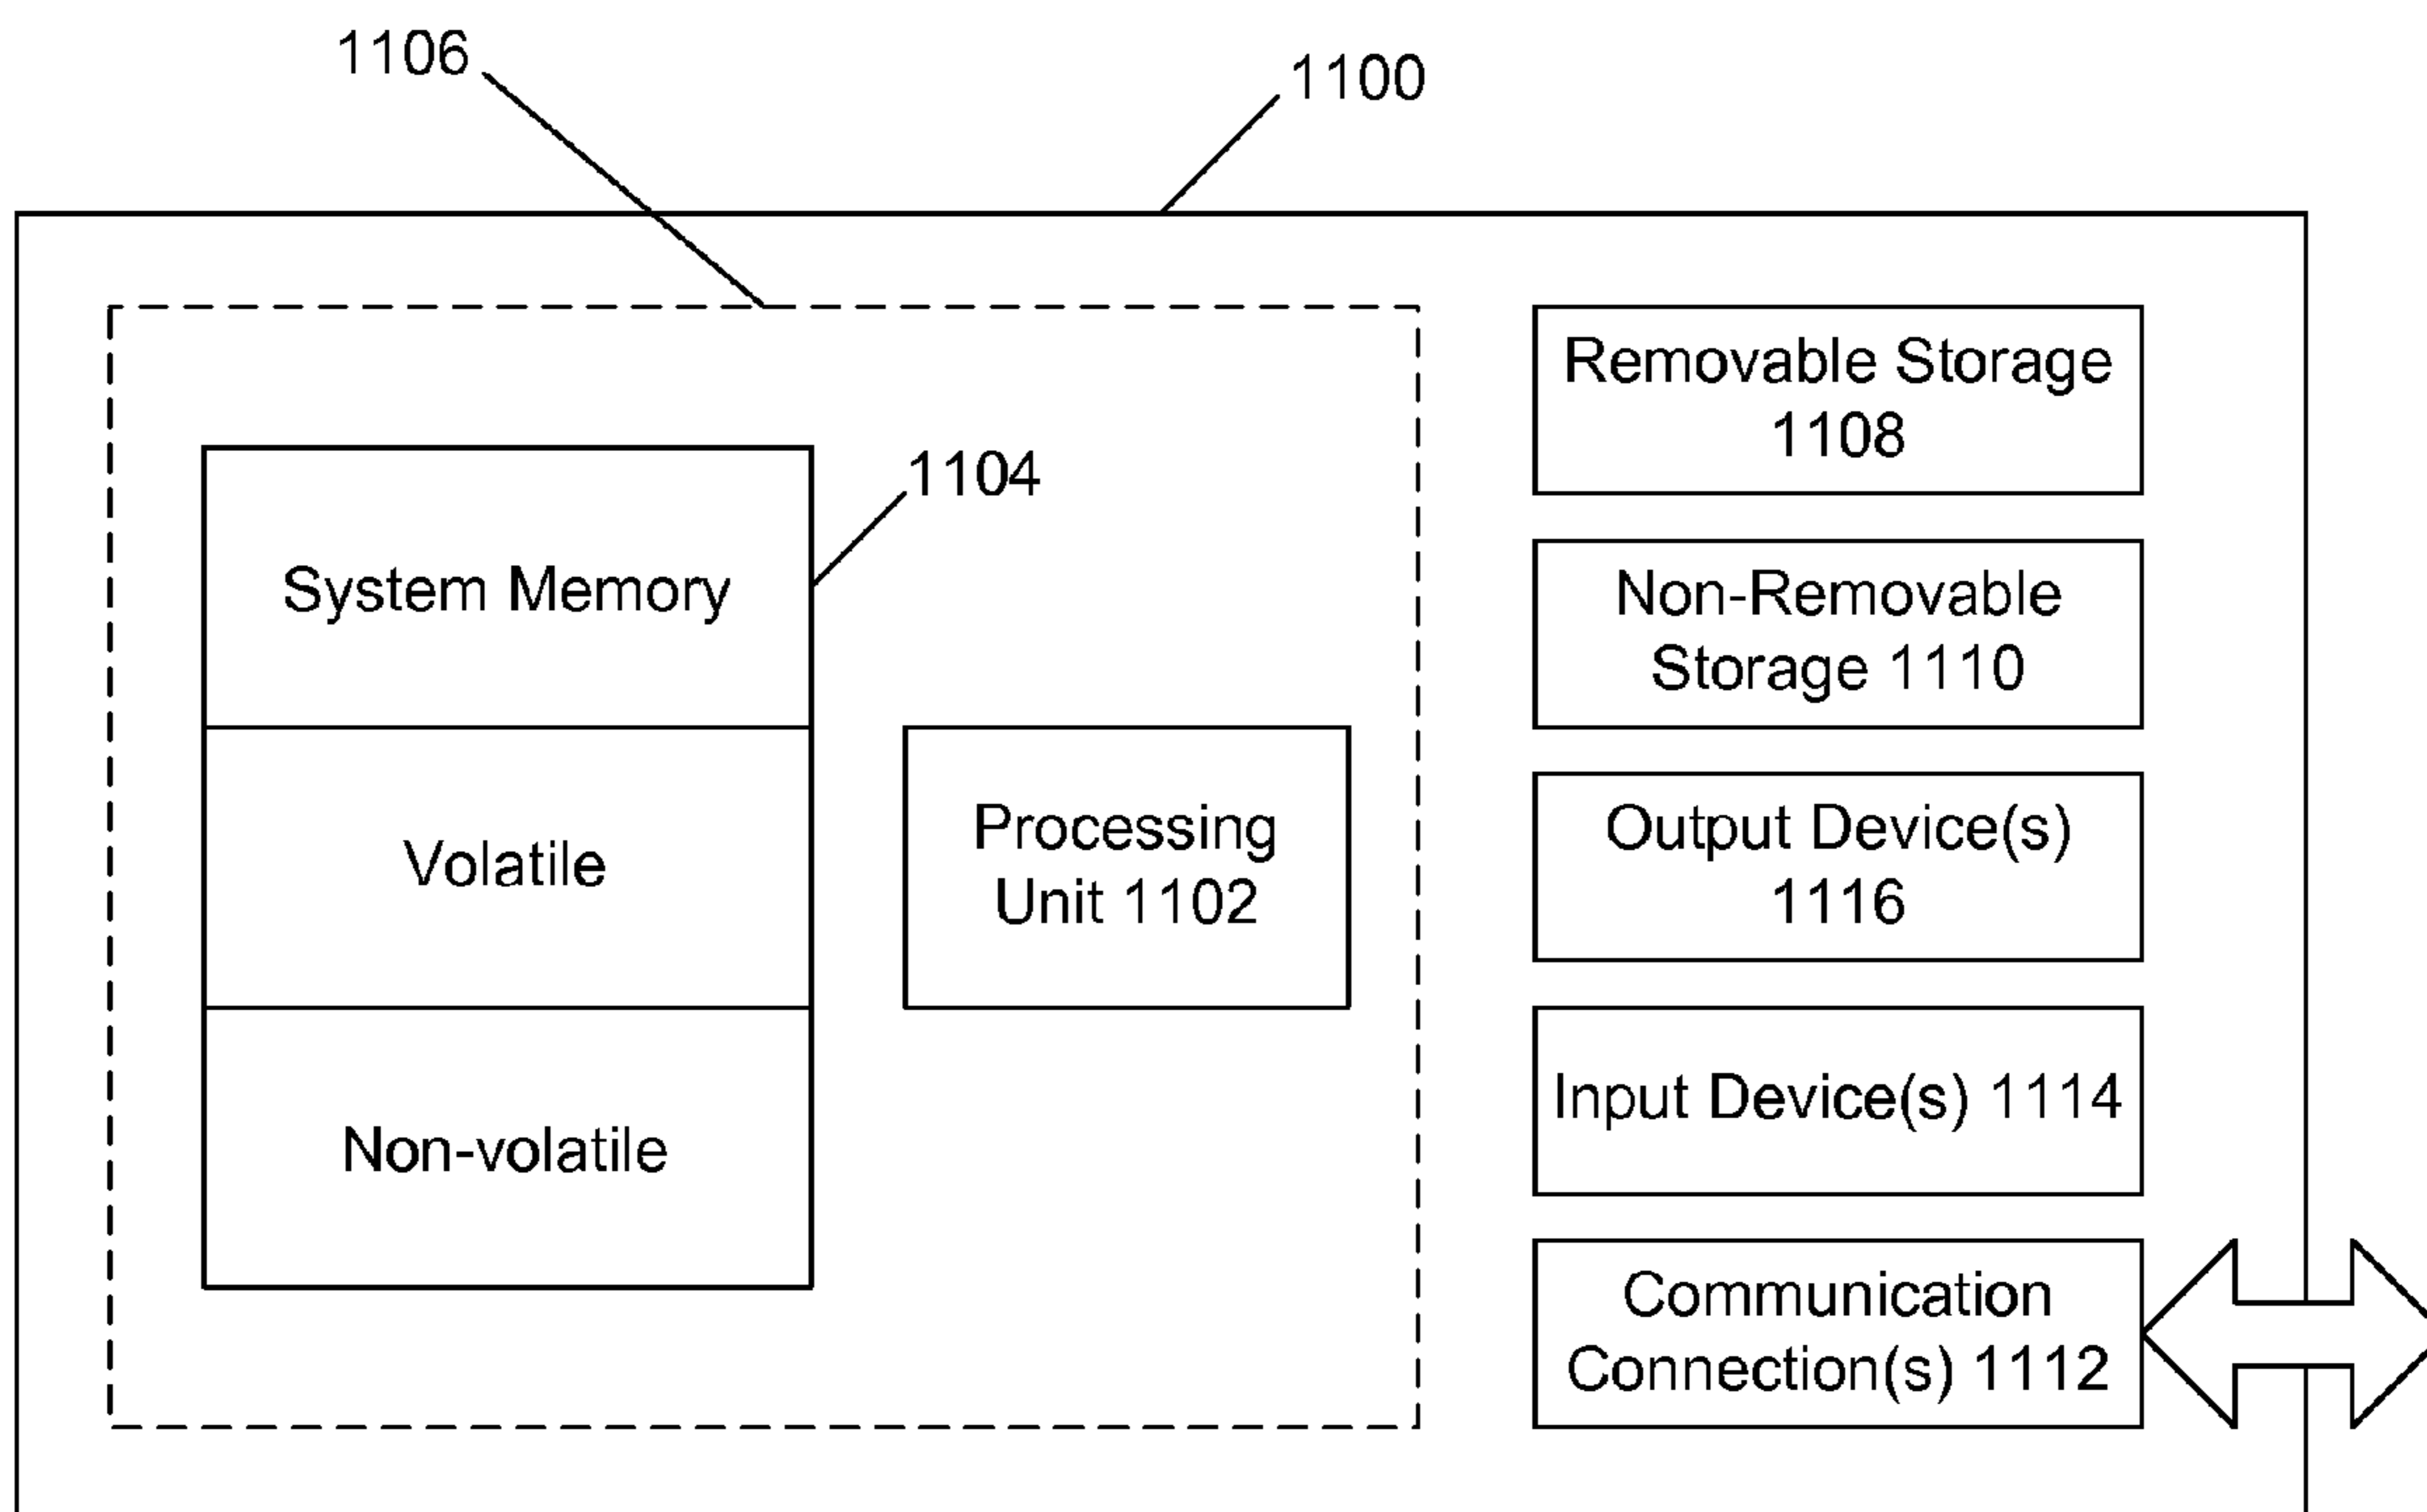 1106
1100
1104
System Memory
Volatile
Non-volatile
Processing
Unit 1102
Removable Storage
1108
Non-Removable
Storage 1110
Output Device(s)
1116
Input Device(s) 1114
Communication
Connection(s) 1112